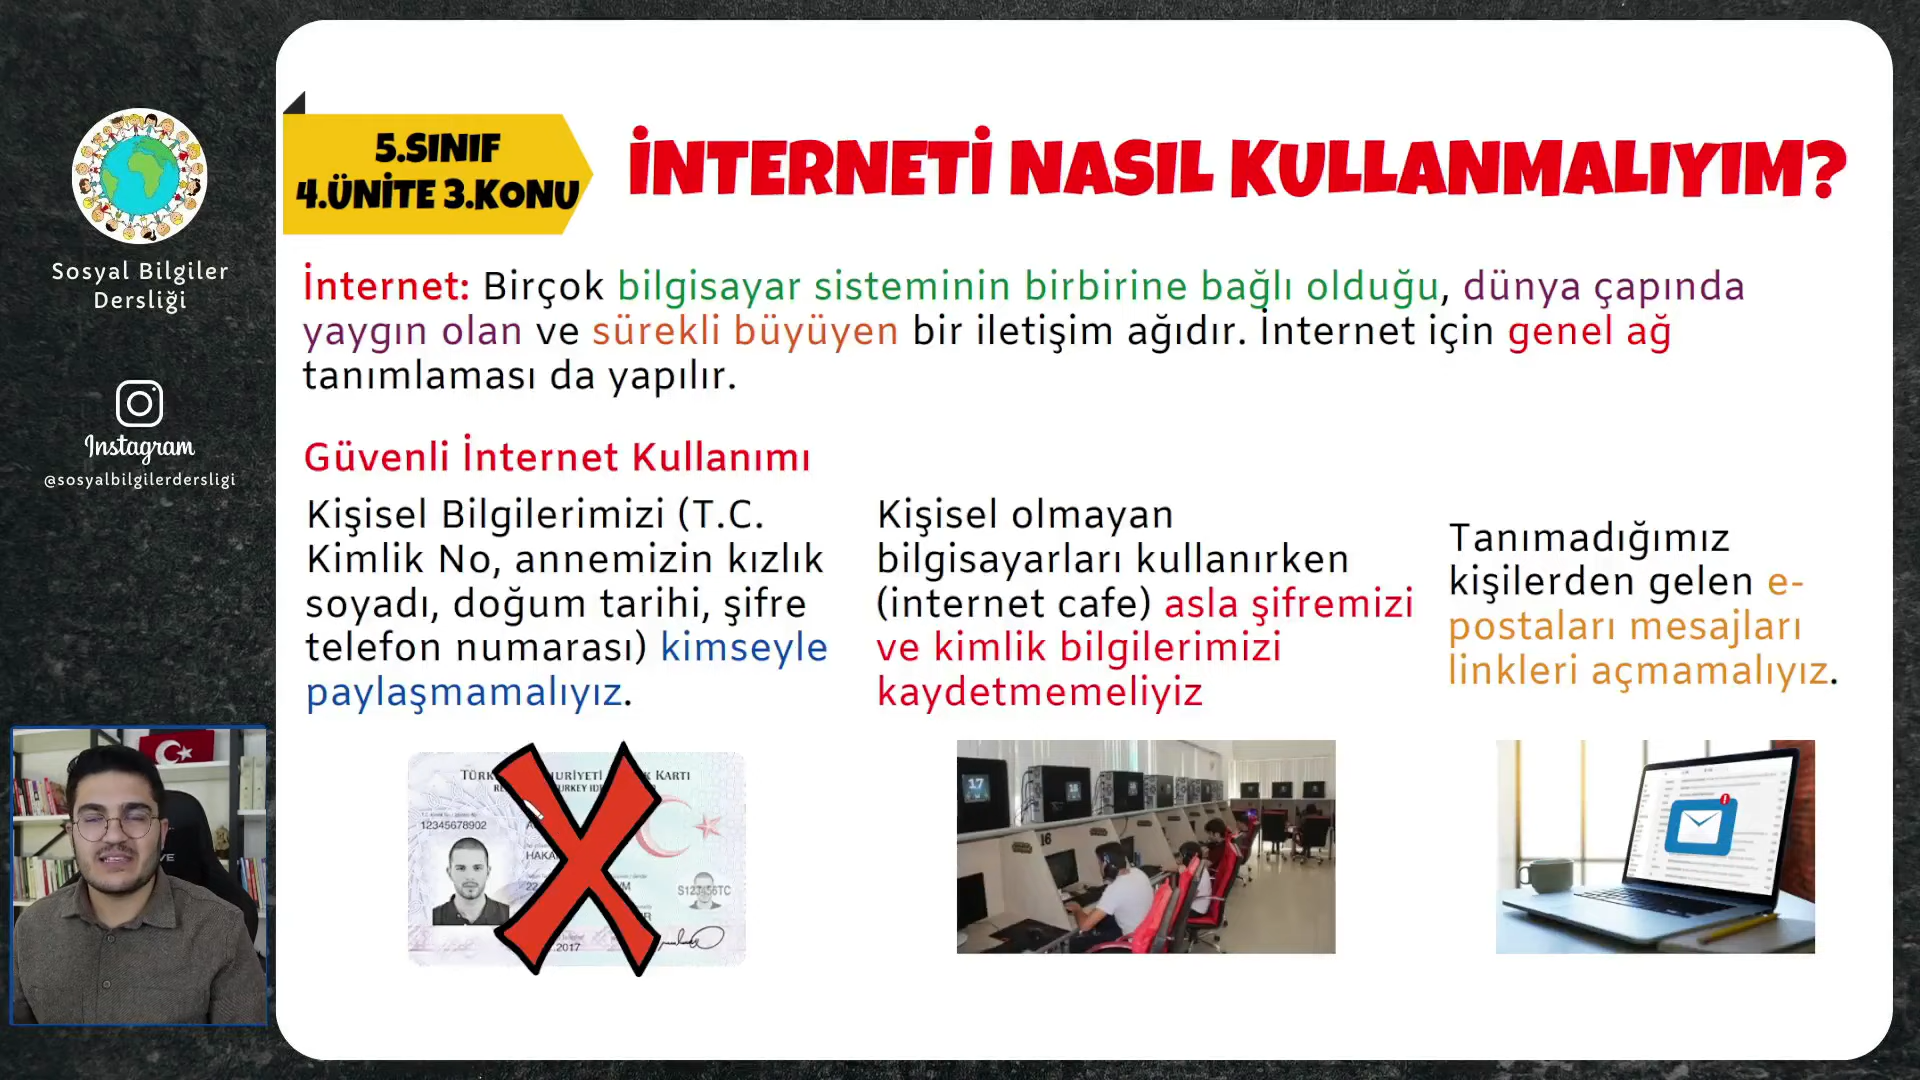 Sosyal Bilgiler
Dersliği
Instagram
@sosyalbilgilerdersligi
5.SINIF
4.ÜNİTE 3.KONU
İNTERNETİ NASIL KULLANMALIYIM?
İnternet: Birçok bilgisayar sisteminin birbirine bağlı olduğu, dünya çapında
yaygın olan ve sürekli büyüyen bir iletişim ağıdır. İnternet için genel ağ
tanımlaması da yapılır.
Güvenli İnternet Kullanımı
Kişisel Bilgilerimizi (T.C.
Kimlik No, annemizin kızlık
soyadı, doğum tarihi, şifre
telefon numarası) kimseyle
paylaşmamalıyız.
Kişisel olmayan
bilgisayarları kullanırken
(internet cafe) asla şifremizi
ve kimlik bilgilerimizi
kaydetmemeliyiz
Tanımadığımız
kişilerden gelen e-
postaları mesajları
linkleri açmamalıyız.
12345678902
17
16